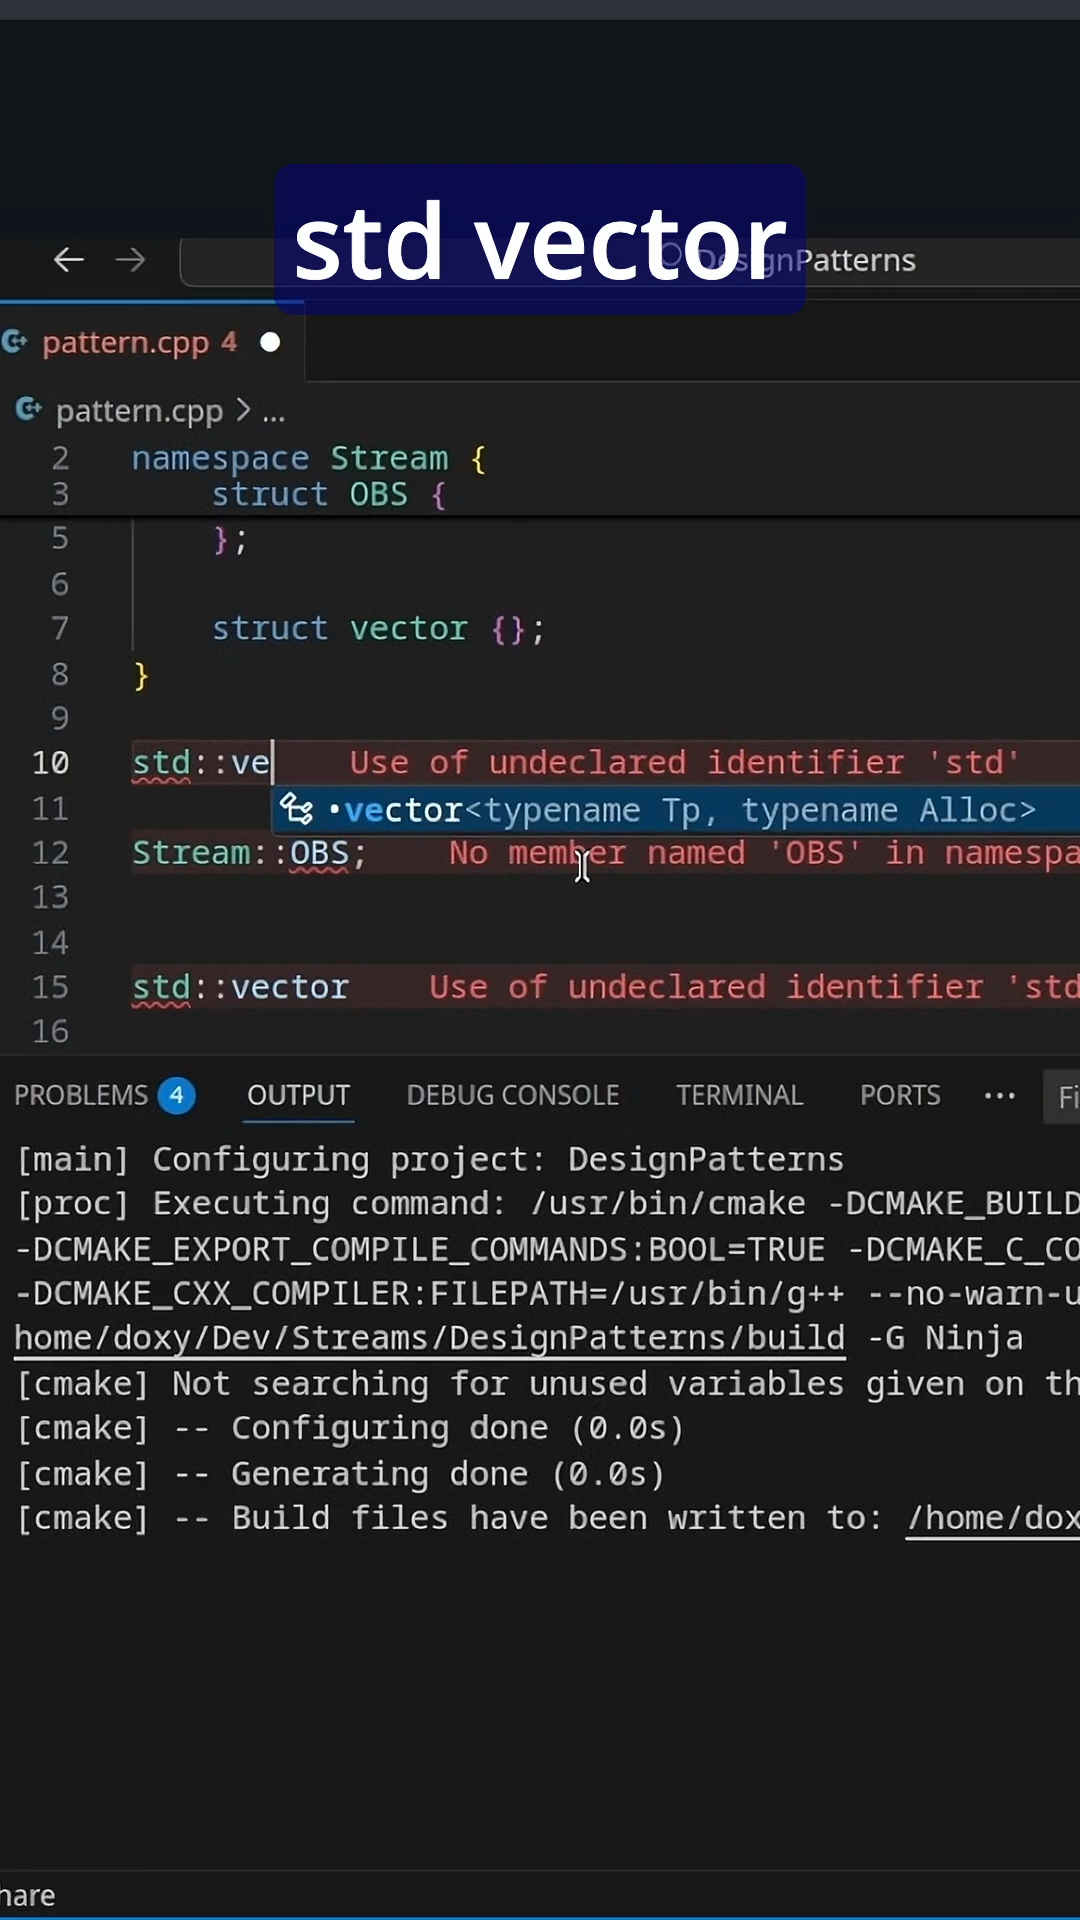 std vector
DesignPatterns
pattern.cpp 4
pattern.cpp > ...
2 namespace Stream {
3 struct OBS {
5 };
6
7 struct vector {};
8 }
9
10 std::ve Use of undeclared identifier 'std'
11 •vector<typename Tp, typename Alloc>
12 Stream::OBS; No member named 'OBS' in namespa
13
14
15 std::vector Use of undeclared identifier 'std
16
PROBLEMS 4 OUTPUT DEBUG CONSOLE TERMINAL PORTS ... Fi
[main] Configuring project: DesignPatterns
[proc] Executing command: /usr/bin/cmake -DCMAKE_BUILD
-DCMAKE_EXPORT_COMPILE_COMMANDS:BOOL=TRUE -DCMAKE_C_CO
-DCMAKE_CXX_COMPILER:FILEPATH=/usr/bin/g++ --no-warn-u
home/doxy/Dev/Streams/DesignPatterns/build -G Ninja
[cmake] Not searching for unused variables given on th
[cmake] -- Configuring done (0.0s)
[cmake] -- Generating done (0.0s)
[cmake] -- Build files have been written to: /home/dox
hare